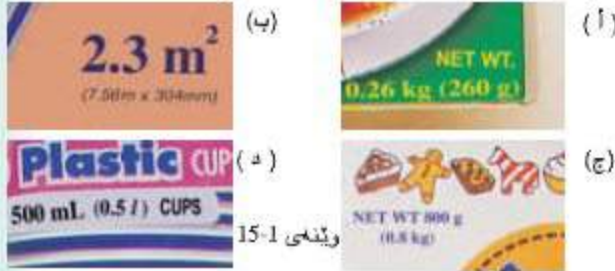 ( أ )
NET WT.
0.26 kg (260 g)
(ب)
2.3 m²
(7.56m x 304mm)
(ج)
NET WT 800 g
(0.8 kg)
( د )
Plastic CUP
500 mL (0.5 l) CUPS
وێنەی 1-15